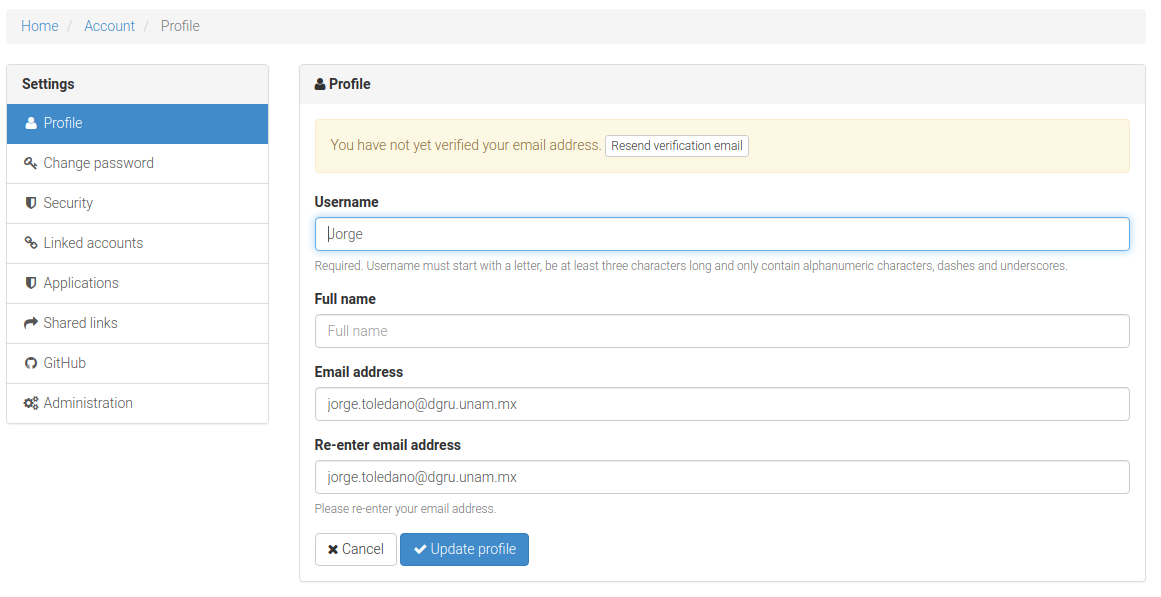 Home / Account / Profile
Settings
Profile
Change password
Security
Linked accounts
Applications
Shared links
GitHub
Administration
Profile
You have not yet verified your email address. Resend verification email
Username
Jorge
Required. Username must start with a letter, be at least three characters long and only contain alphanumeric characters, dashes and underscores.
Full name
Full name
Email address
jorge.toledano@dgru.unam.mx
Re-enter email address
jorge.toledano@dgru.unam.mx
Please re-enter your email address.
Cancel Update profile